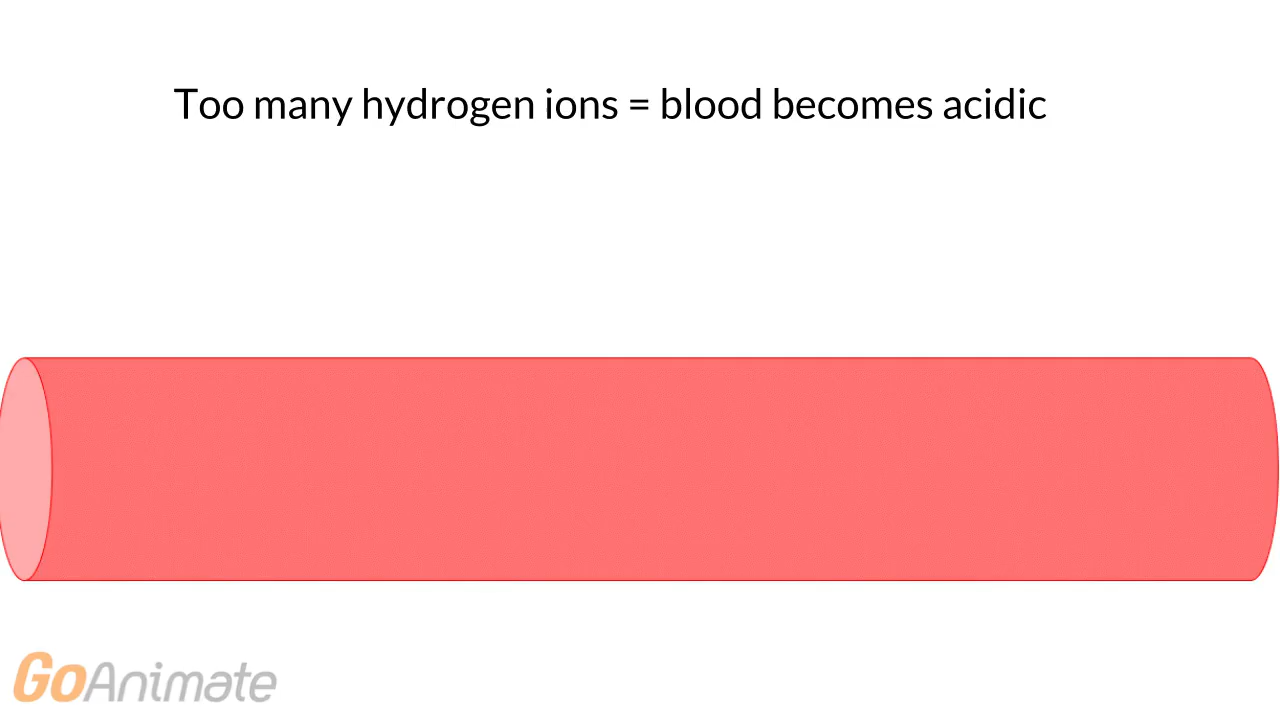 Too many hydrogen ions = blood becomes acidic
GoAnimate